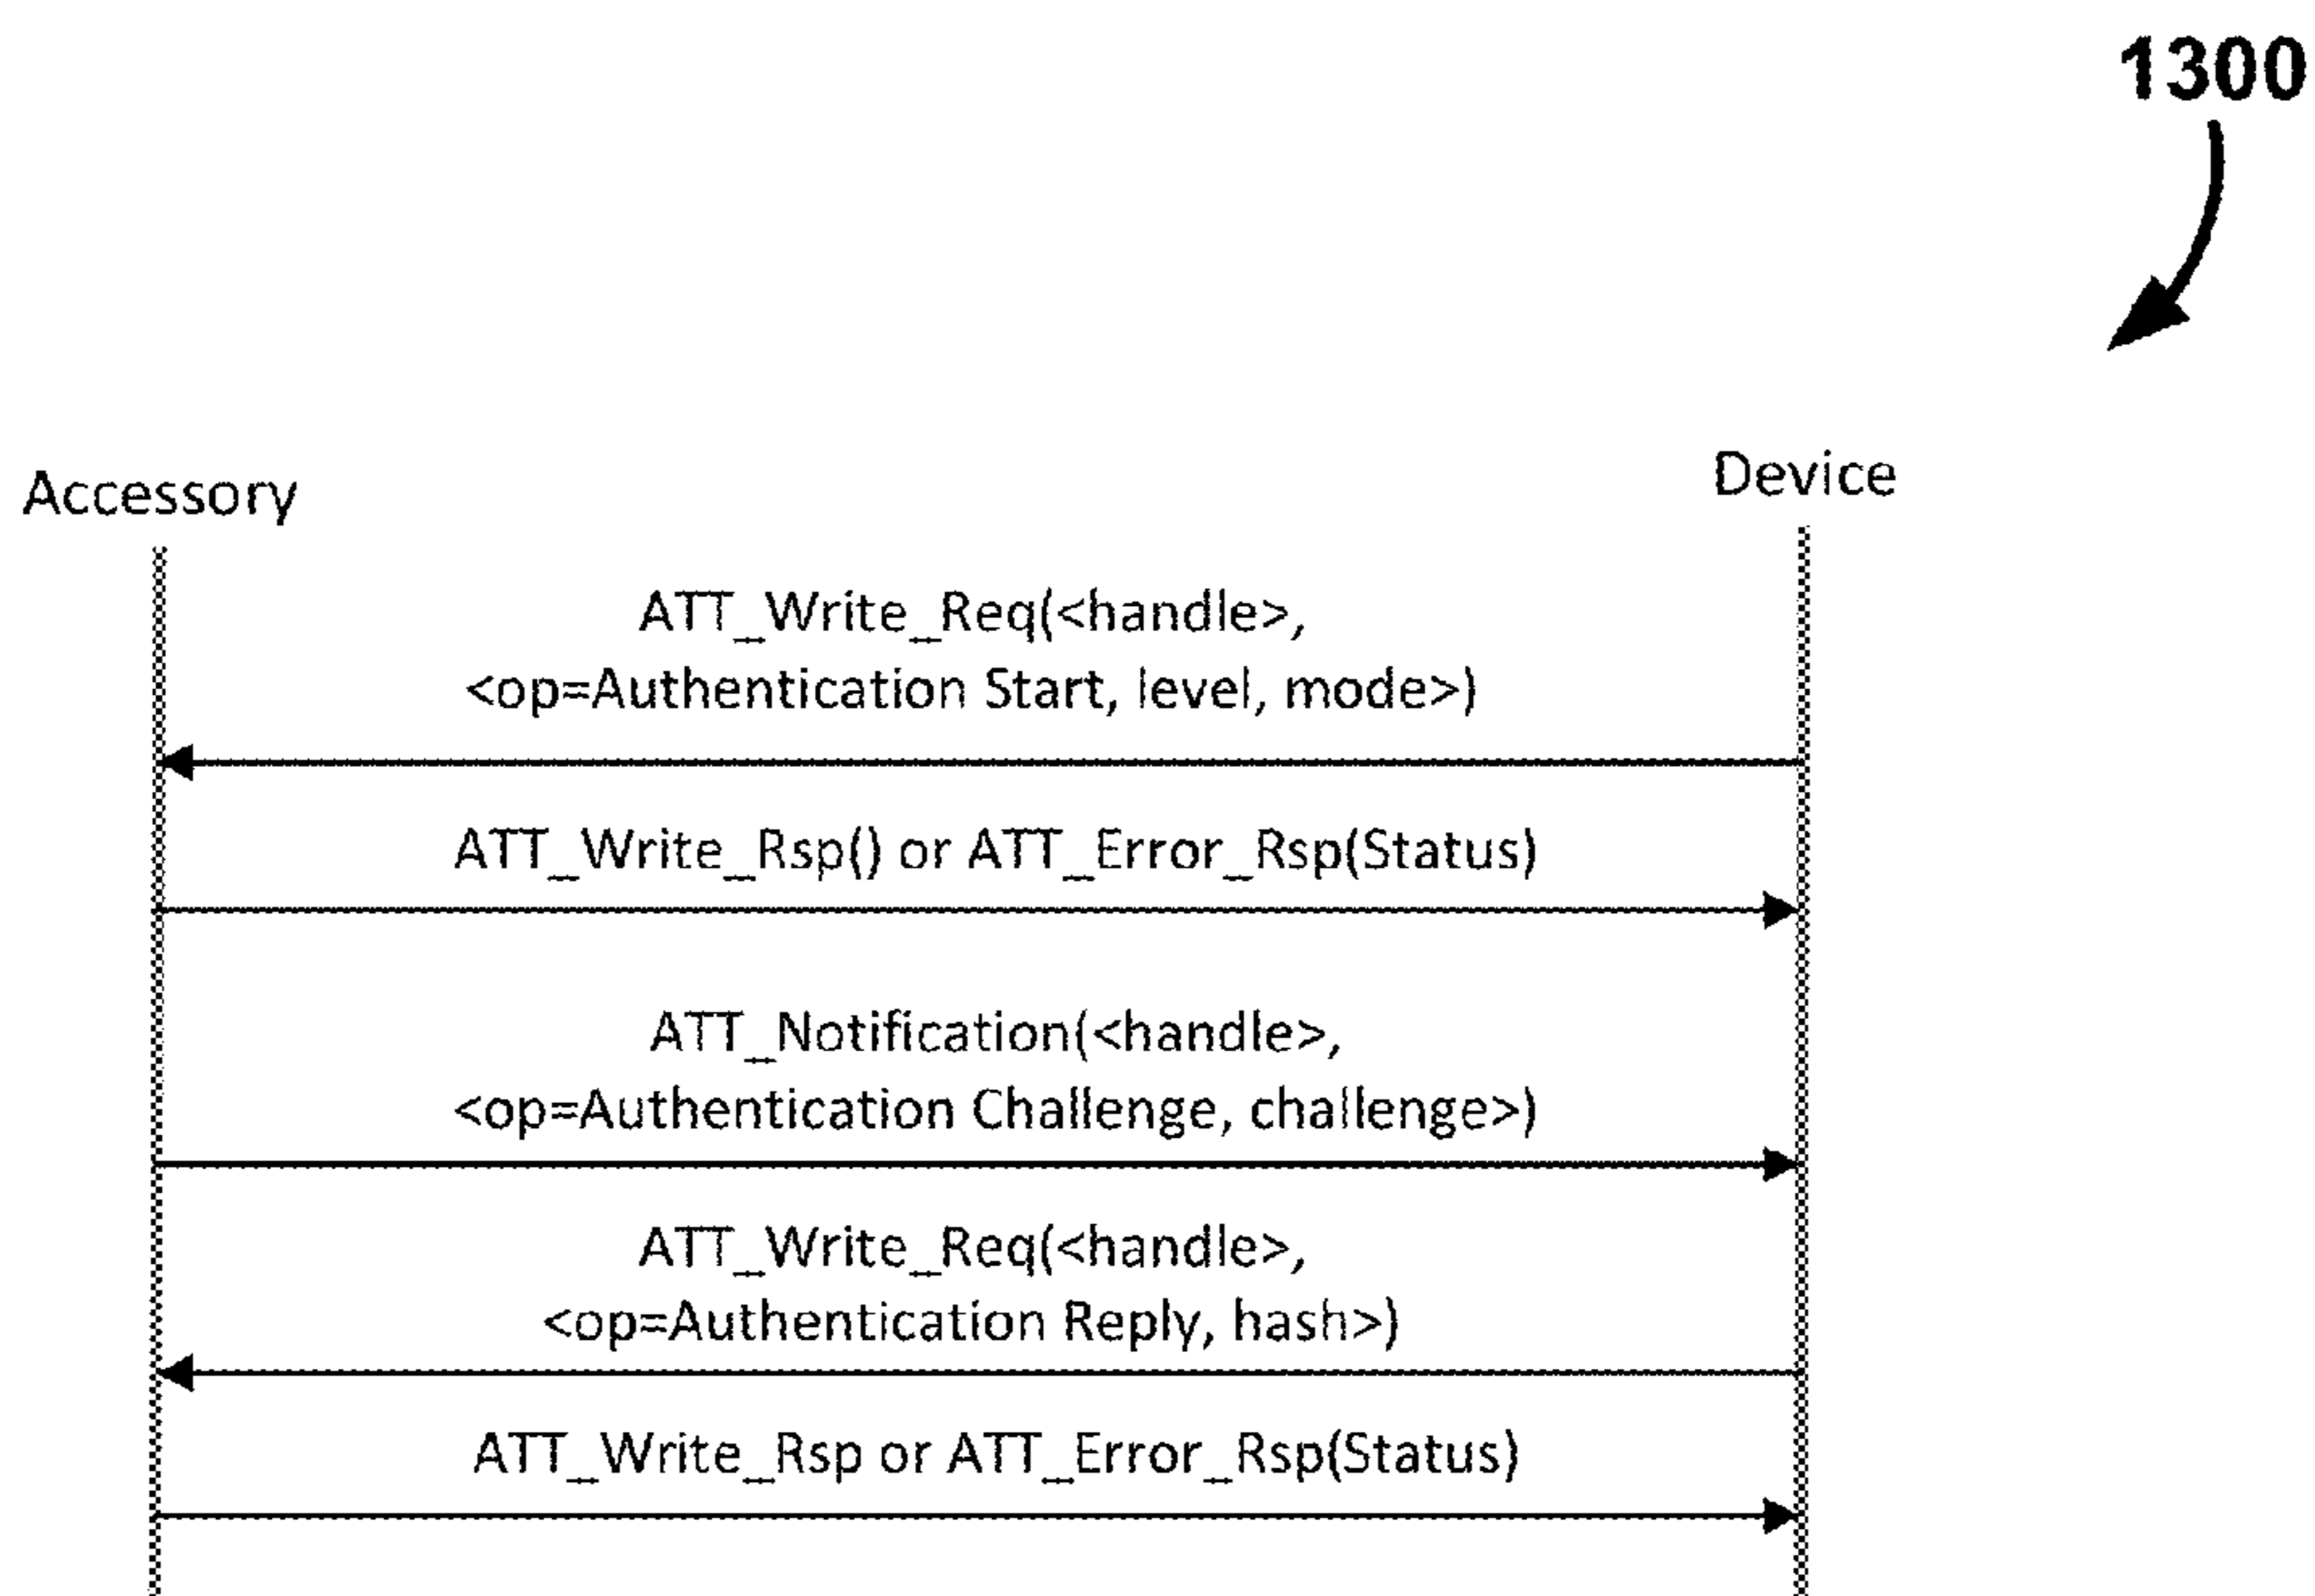 1300
Accessory
Device
ATT_Write_Req(<handle>,
<op=Authentication Start, level, mode>)
ATT_Write_Rsp() or ATT_Error_Rsp(Status)
ATT_Notification(<handle>,
<op=Authentication Challenge, challenge>)
ATT_Write_Req(<handle>,
<op=Authentication Reply, hash>)
ATT_Write_Rsp or ATT_Error_Rsp(Status)